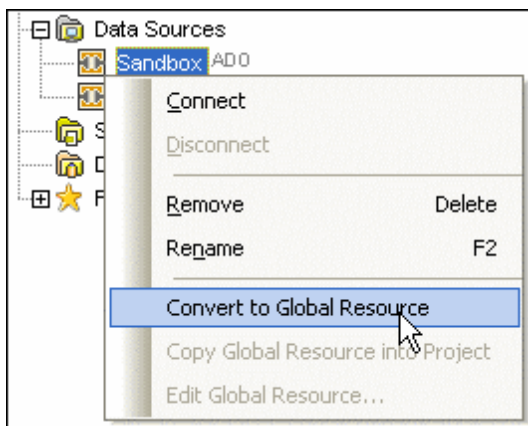 Data Sources
Sandbox ADO
Connect
S
Disconnect
D
F
Remove Delete
Rename F2
Convert to Global Resource
Copy Global Resource into Project
Edit Global Resource...